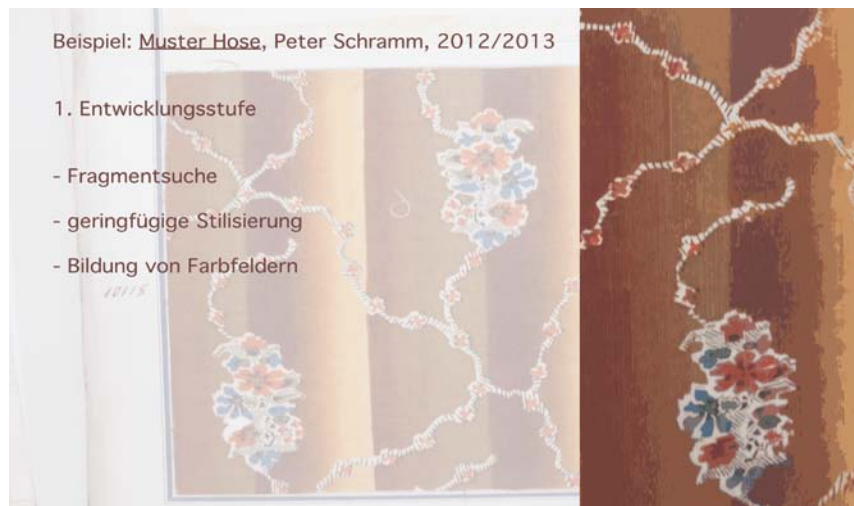 Beispiel: Muster Hose, Peter Schramm, 2012/2013
1. Entwicklungsstufe
- Fragmentsuche
- geringfügige Stilisierung
- Bildung von Farbfeldern